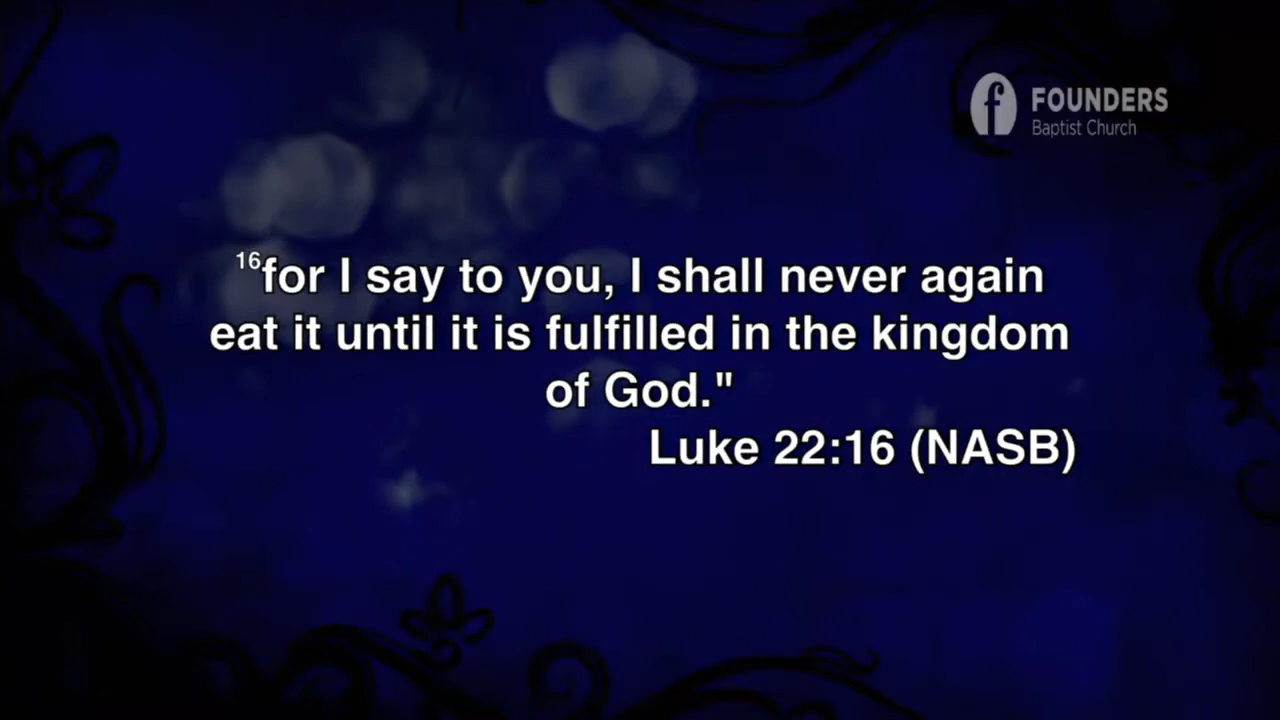 FOUNDERS
Baptist Church
16for I say to you, I shall never again
eat it until it is fulfilled in the kingdom
of God."
Luke 22:16 (NASB)